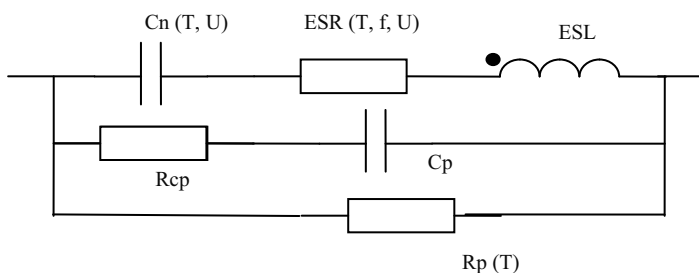 Cn (T, U)
ESR (T, f, U)
ESL
Rcp
Cp
Rp (T)